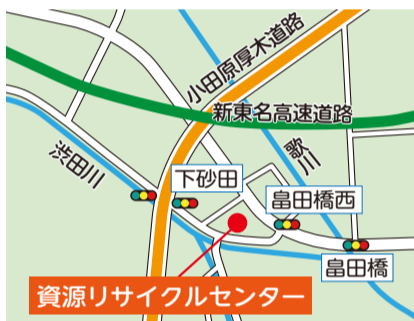 小田原厚木道路
新東名高速道路
歌川
渋田川
下砂田
畠田橋西
畠田橋
資源リサイクルセンター